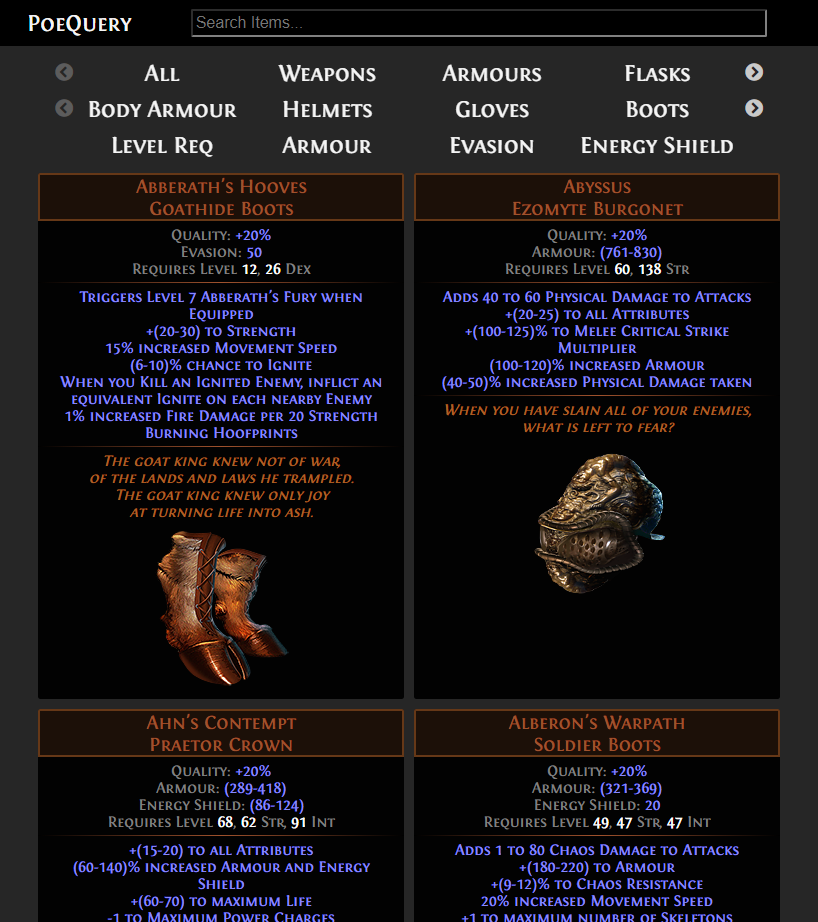 PoeQuery
Search Items...
All Weapons Armours Flasks
Body Armour Helmets Gloves Boots
Level Req Armour Evasion Energy Shield
Abberath's Hooves
Goathide Boots
Quality: +20%
Evasion: 50
Requires Level 12, 26 Dex
Triggers Level 7 Abberath's Fury when
Equipped
+(20-30) to Strength
15% increased Movement Speed
(6-10)% chance to Ignite
When you Kill an Ignited Enemy, inflict an
equivalent Ignite on each nearby Enemy
1% increased Fire Damage per 20 Strength
Burning Hoofprints
The goat king knew not of war,
of the lands and laws he trampled.
The goat king knew only joy
at turning life into ash.
Abyssus
Ezomyte Burgonet
Quality: +20%
Armour: (761-830)
Requires Level 60, 138 Str
Adds 40 to 60 Physical Damage to Attacks
+(20-25) to all Attributes
+(100-125)% to Melee Critical Strike
Multiplier
(100-120)% increased Armour
(40-50)% increased Physical Damage taken
When you have slain all of your enemies,
what is left to fear?
Ahn's Contempt
Praetor Crown
Quality: +20%
Armour: (289-418)
Energy Shield: (86-124)
Requires Level 68, 62 Str, 91 Int
+(15-20) to all Attributes
(60-140)% increased Armour and Energy
Shield
+(60-70) to maximum Life
-1 to Maximum Power Charges
Alberon's Warpath
Soldier Boots
Quality: +20%
Armour: (321-369)
Energy Shield: 20
Requires Level 49, 47 Str, 47 Int
Adds 1 to 80 Chaos Damage to Attacks
+(180-220) to Armour
+(9-12)% to Chaos Resistance
20% increased Movement Speed
+1 to maximum number of Skeletons